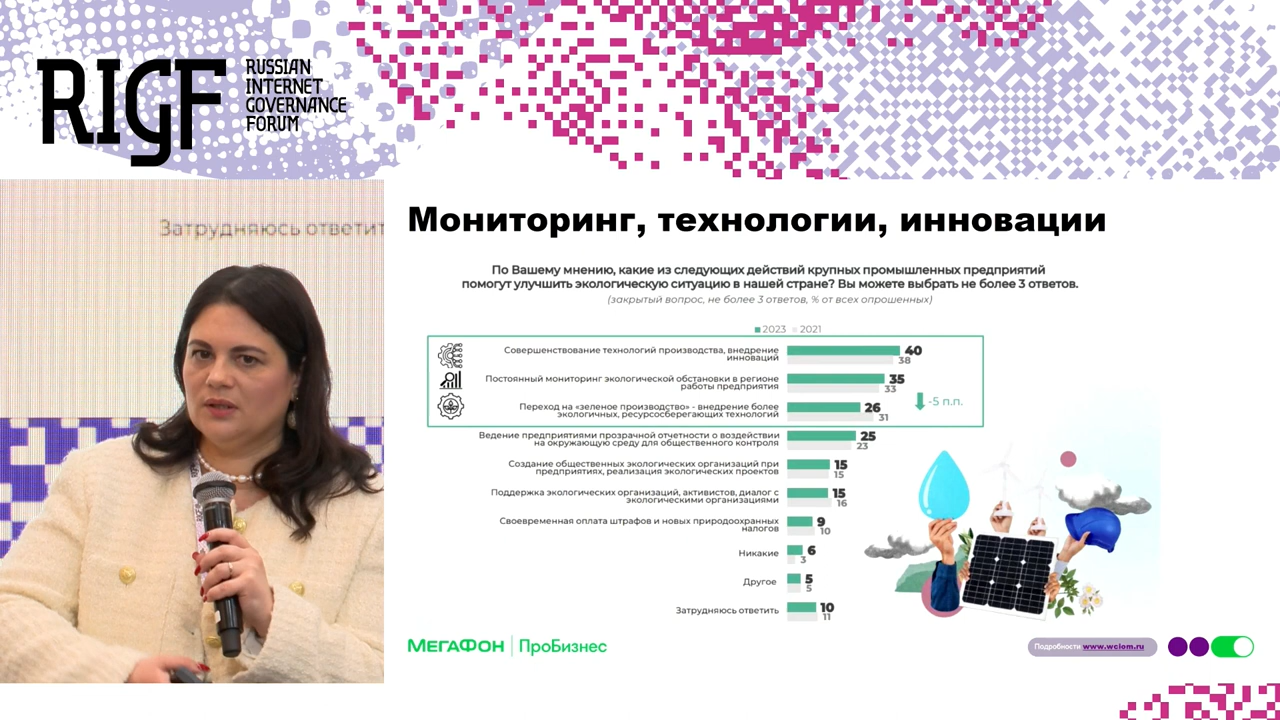 RIGF
RUSSIAN
INTERNET
GOVERNANCE
FORUM
Затрудняюсь ответит
Мониторинг, технологии, инновации
По Вашему мнению, какие из следующих действий крупных промышленных предприятий
помогут улучшить экологическую ситуацию в нашей стране? Вы можете выбрать не более 3 ответов.
(закрытый вопрос, не более 3 ответов, % от всех опрошенных)
2023 2021
Совершенствование технологий производства, внедрение
инноваций
40
38
Постоянный мониторинг экологической обстановки в регионе
работы предприятия
35
33
Переход на «зеленое производство» - внедрение более
экологичных, ресурсосберегающих технологий
26
31
-5 п.п.
Ведение предприятиями прозрачной отчетности о воздействии
на окружающую среду для общественного контроля
25
23
Создание общественных экологических организаций при
предприятиях, реализация экологических проектов
15
15
Поддержка экологических организаций, активистов, диалог с
экологическими организациями
15
16
Своевременная оплата штрафов и новых природоохранных
налогов
9
10
Никакие
6
3
Другое
5
5
Затрудняюсь ответить
10
11
МЕГАФОН ПроБизнес
Подробности www.wciom.ru